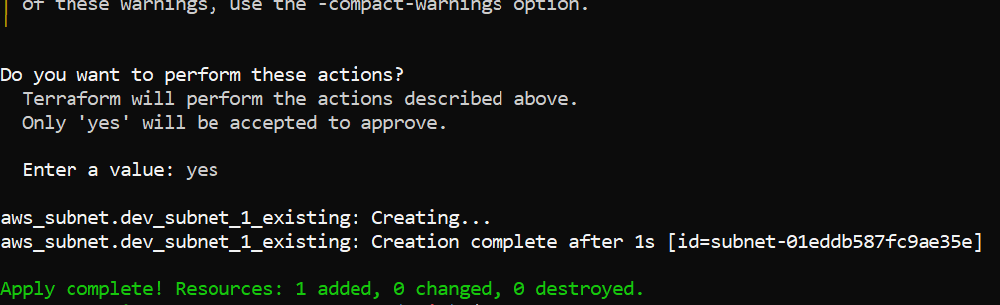 of these warnings, use the -compact-warnings option.
Do you want to perform these actions?
Terraform will perform the actions described above.
Only 'yes' will be accepted to approve.
Enter a value: yes
aws_subnet.dev_subnet_1_existing: Creating...
aws_subnet.dev_subnet_1_existing: Creation complete after 1s [id=subnet-01eddb587fc9ae35e]
Apply complete! Resources: 1 added, 0 changed, 0 destroyed.